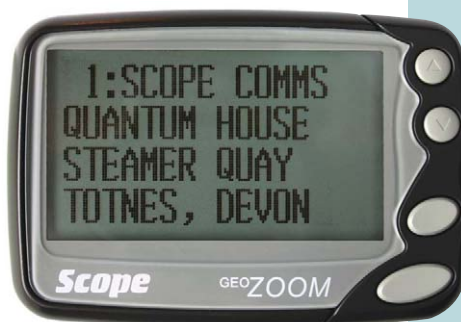 1:SCOPE COMMS
QUANTUM HOUSE
STEAMER QUAY
TOTNES, DEVON
Scope GEOZOOM